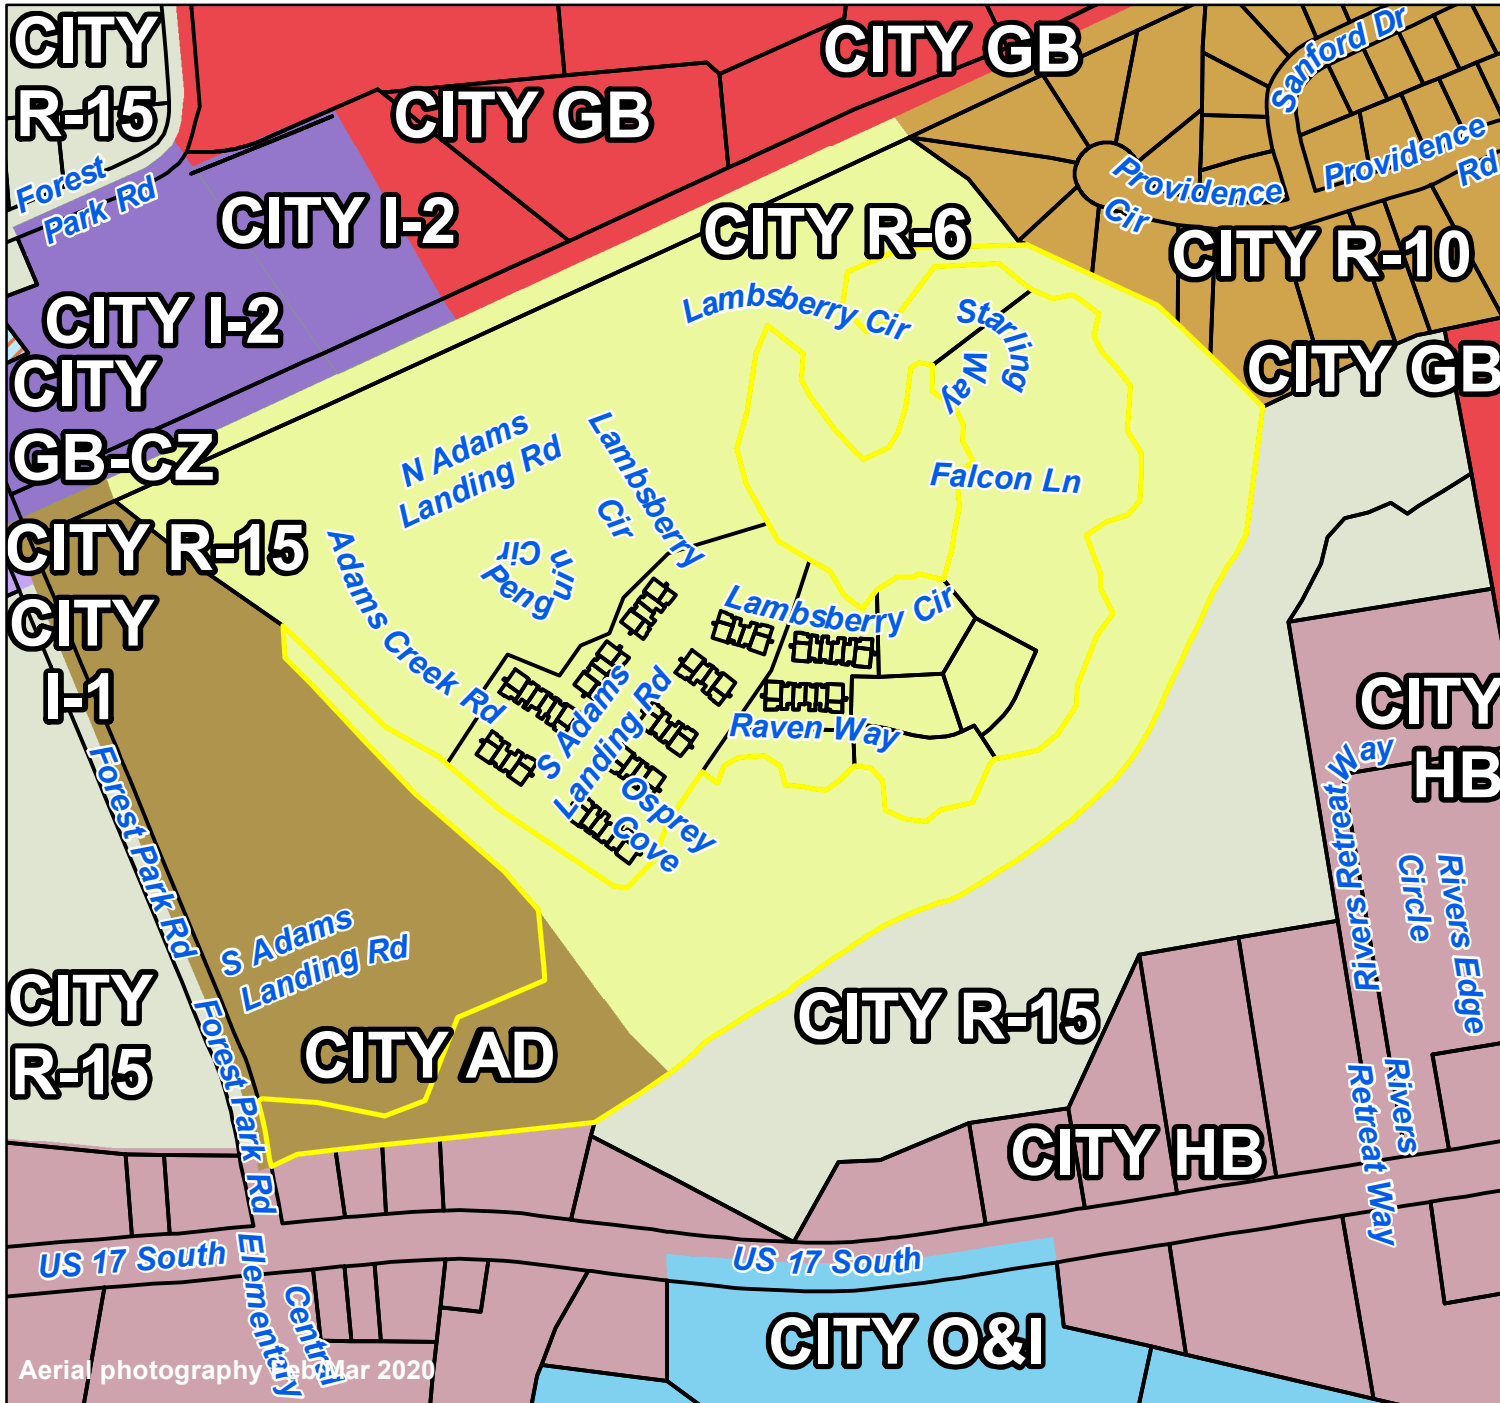 CITY
R-15
CITY GB
CITY GB
Sanford Dr
Providence
Rd
Providence
Cir
Forest
Park Rd
CITY I-2
CITY R-6
CITY R-10
CITY I-2
Lambsberry Cir
Starling
Way
CITY
GB-CZ
CITY GB
N Adams
Landing Rd
Lambsberry
Cir
Falcon Ln
CITY R-15
Adams Creek Rd
Peng
uin
Cir
CITY
I-1
Lambsberry Cir
S Adams
Landing Rd
Raven Way
Osprey
Cove
CITY
HB
Forest Park Rd
Rivers Retreat Way
Rivers Edge
Circle
S Adams
Landing Rd
CITY
R-15
Forest Park Rd
CITY AD
CITY R-15
Rivers
Retreat Way
CITY HB
US 17 South
US 17 South
Central
Elementary
CITY O&I
Aerial photography Feb/Mar 2020